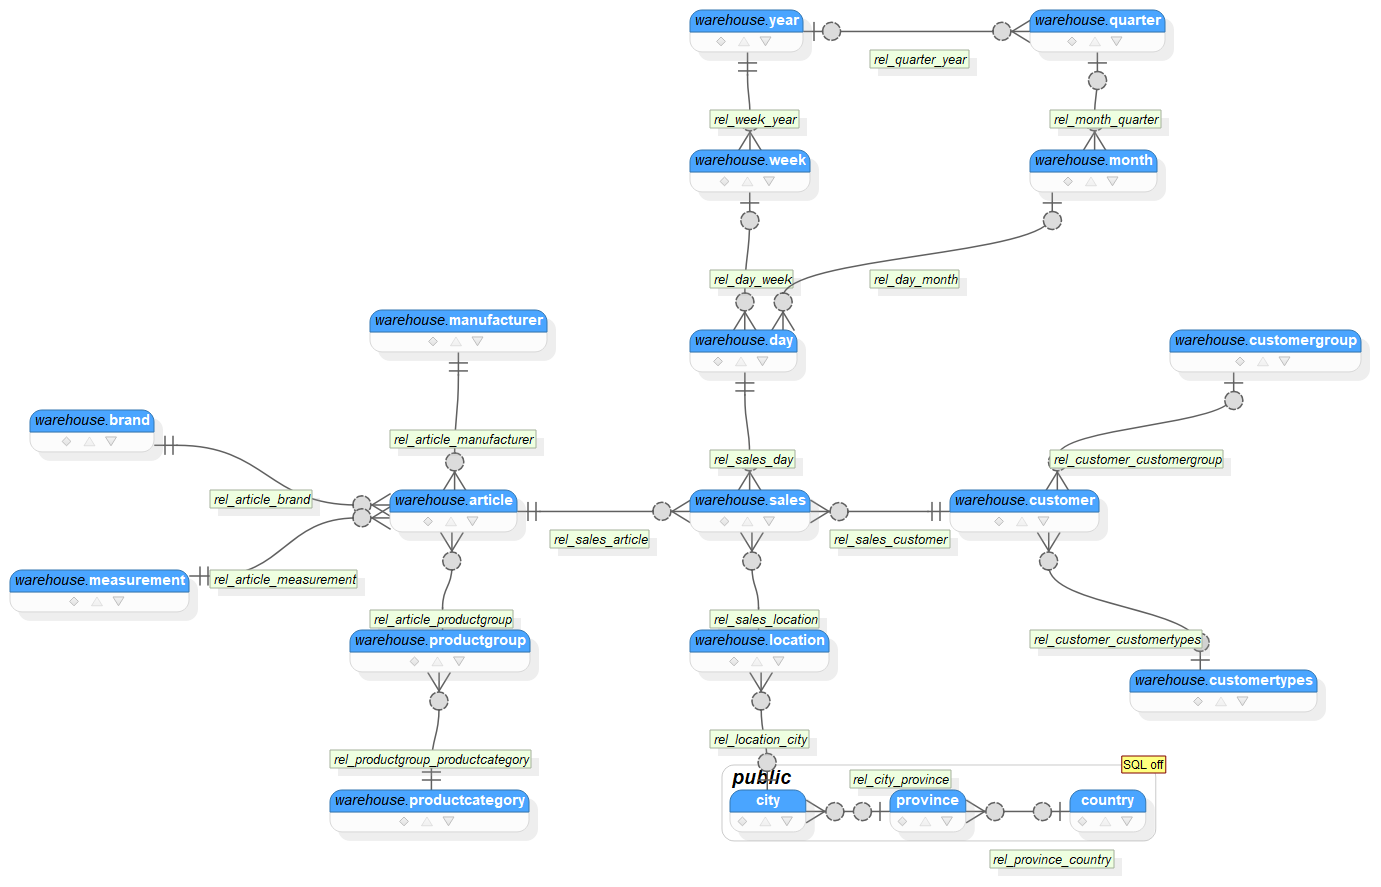 warehouse.year
warehouse.quarter
rel_quarter_year
rel_week_year
rel_month_quarter
warehouse.week
warehouse.month
rel_day_week
rel_day_month
warehouse.manufacturer
warehouse.day
warehouse.customergroup
warehouse.brand
rel_article_manufacturer
rel_sales_day
rel_customer_customergroup
rel_article_brand
warehouse.article
warehouse.sales
warehouse.customer
rel_sales_article
rel_sales_customer
warehouse.measurement
rel_article_measurement
rel_article_productgroup
rel_sales_location
warehouse.productgroup
warehouse.location
rel_customer_customertypes
warehouse.customertypes
rel_location_city
rel_productgroup_productcategory
SQL off
public
rel_city_province
warehouse.productcategory
city
province
country
rel_province_country